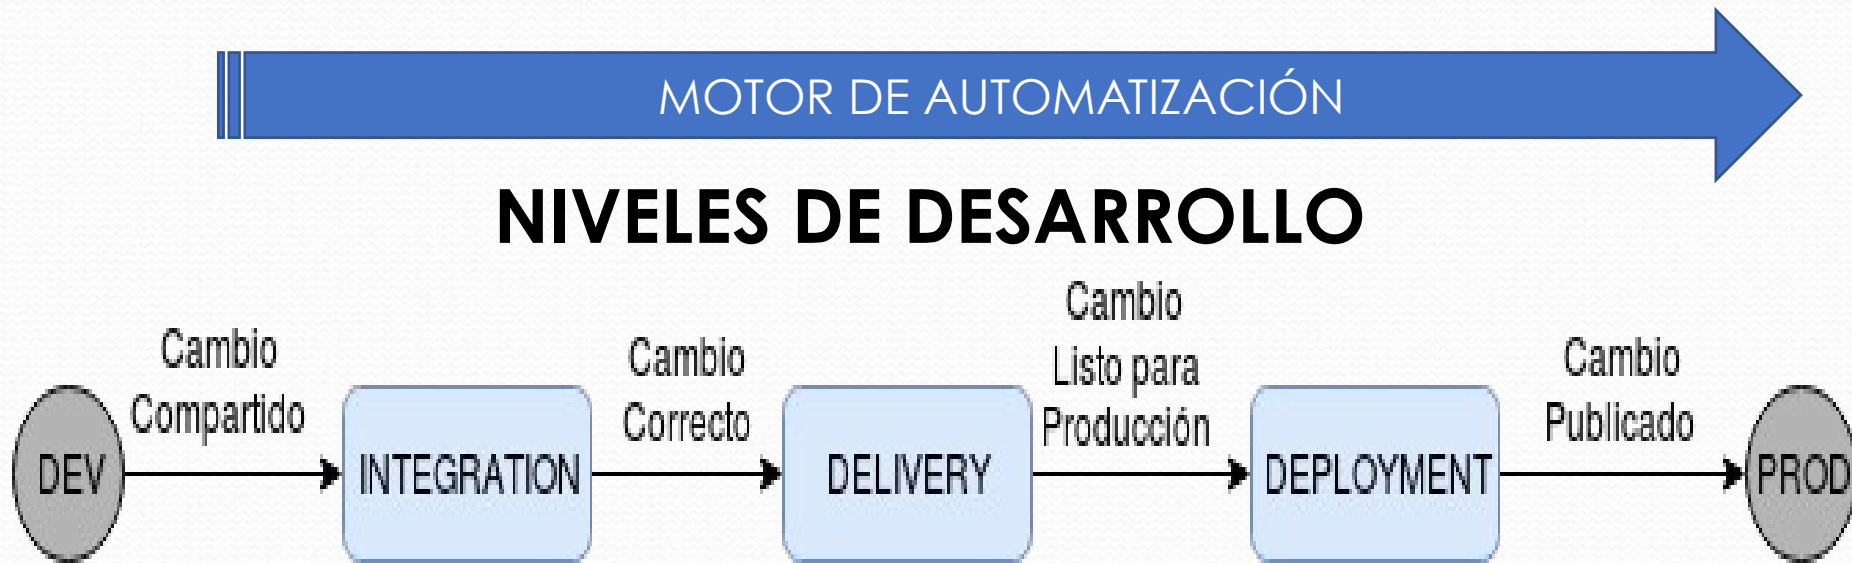 MOTOR DE AUTOMATIZACIÓN
NIVELES DE DESARROLLO
DEV
Cambio
Compartido
INTEGRATION
Cambio
Correcto
DELIVERY
Cambio
Listo para
Producción
DEPLOYMENT
Cambio
Publicado
PROD